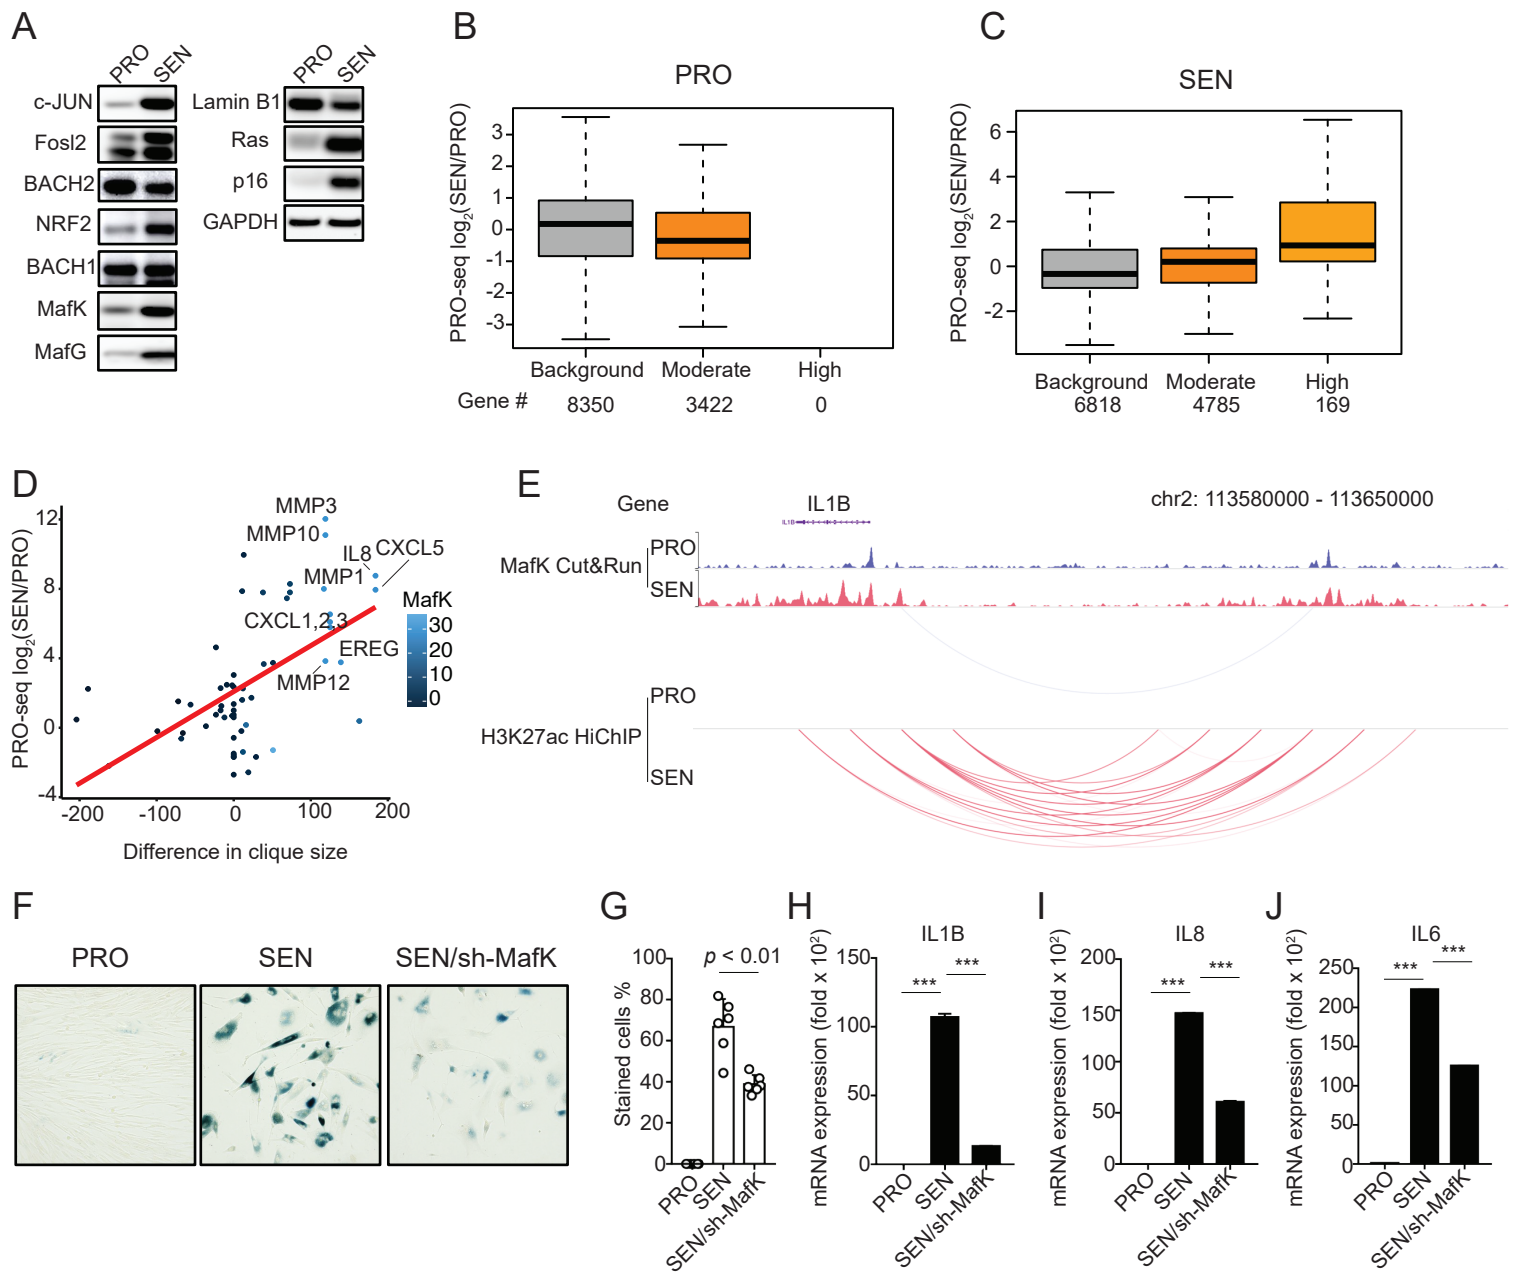 A
PRO SEN
c-JUN
Fosl2
BACH2
NRF2
BACH1
MafK
MafG
PRO SEN
Lamin B1
Ras
p16
GAPDH
B
PRO
PRO-seq log2(SEN/PRO)
3
2
1
0
-1
-2
-3
Background Moderate High
Gene # 8350 3422 0
C
SEN
PRO-seq log2(SEN/PRO)
6
4
2
0
-2
Background Moderate High
6818 4785 169
D
PRO-seq log2(SEN/PRO)
12
8
4
0
-4
MMP3
MMP10
IL8 CXCL5
MMP1
CXCL1,2,3
EREG
MMP12
MafK
30
20
10
0
-200 -100 0 100 200
Difference in clique size
E
Gene IL1B chr2: 113580000 - 113650000
IL1B
MafK Cut&Run
PRO
SEN
H3K27ac HiChIP
PRO
SEN
F
PRO SEN SEN/sh-MafK
G
Stained cells %
100
80
60
40
20
0
p < 0.01
PRO
SEN
SEN/sh-MafK
H
IL1B
mRNA expression (fold x 10²)
150
100
50
0
*** ***
PRO
SEN
SEN/sh-MafK
I
IL8
mRNA expression (fold x 10²)
200
150
100
50
0
*** ***
PRO
SEN
SEN/sh-MafK
J
IL6
mRNA expression (fold x 10²)
250
200
150
100
50
0
*** ***
PRO
SEN
SEN/sh-MafK